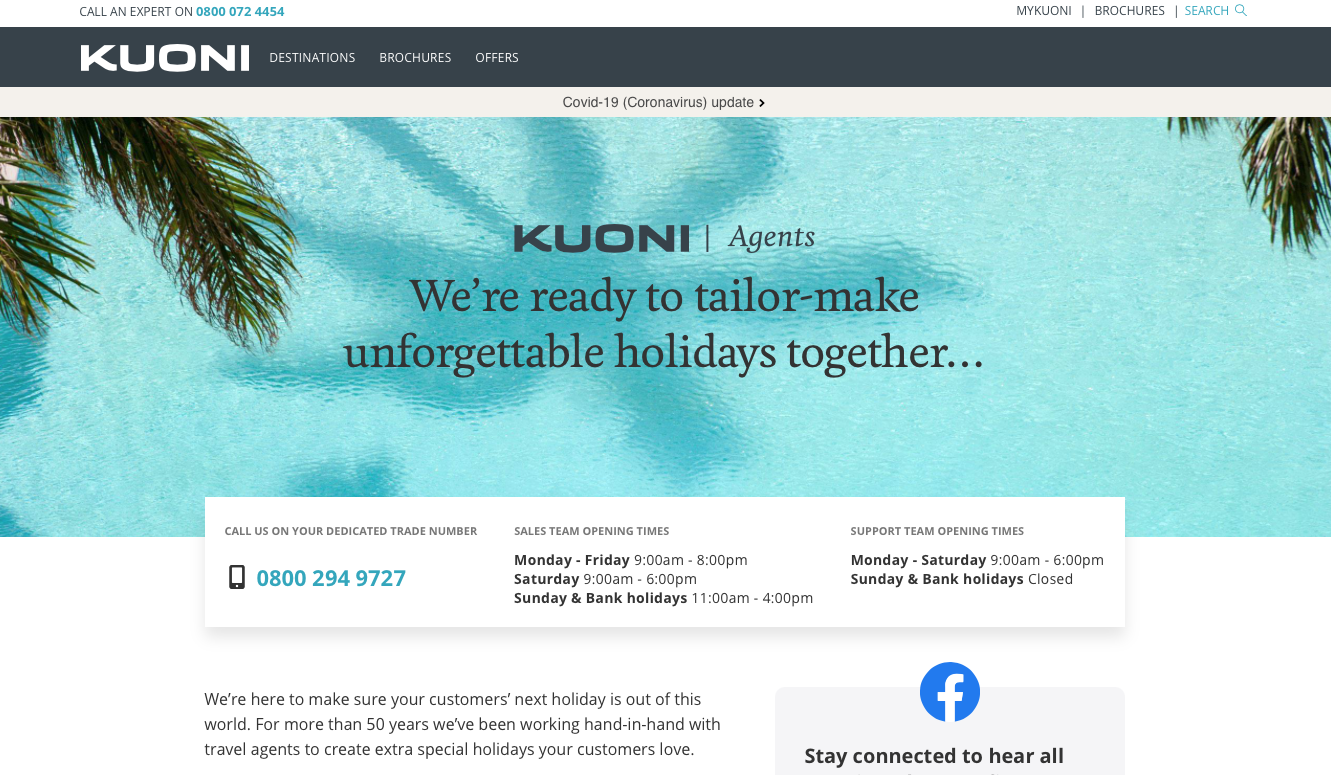 CALL AN EXPERT ON 0800 072 4454
MYKUONI | BROCHURES | SEARCH
KUONI DESTINATIONS BROCHURES OFFERS
Covid-19 (Coronavirus) update
KUONI | Agents
We're ready to tailor-make
unforgettable holidays together...
CALL US ON YOUR DEDICATED TRADE NUMBER
0800 294 9727
SALES TEAM OPENING TIMES
Monday - Friday 9:00am - 8:00pm
Saturday 9:00am - 6:00pm
Sunday & Bank holidays 11:00am - 4:00pm
SUPPORT TEAM OPENING TIMES
Monday - Saturday 9:00am - 6:00pm
Sunday & Bank holidays Closed
We're here to make sure your customers' next holiday is out of this
world. For more than 50 years we've been working hand-in-hand with
travel agents to create extra special holidays your customers love.
Stay connected to hear all